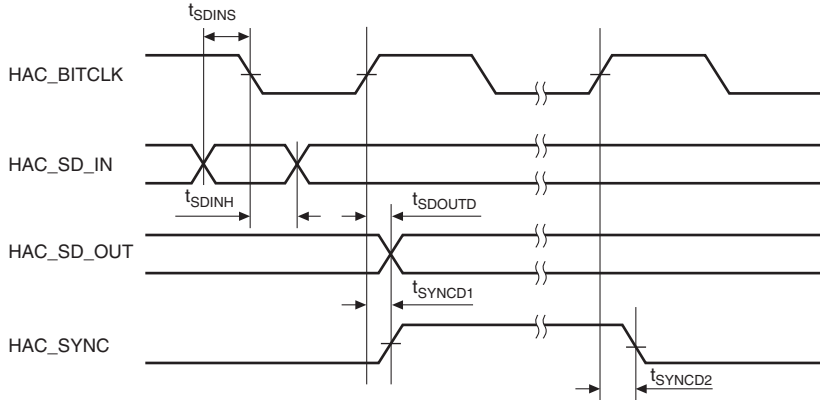 tSDINS
HAC_BITCLK
HAC_SD_IN
tSDINH
tSDOUTD
HAC_SD_OUT
tSYNCD1
HAC_SYNC
tSYNCD2